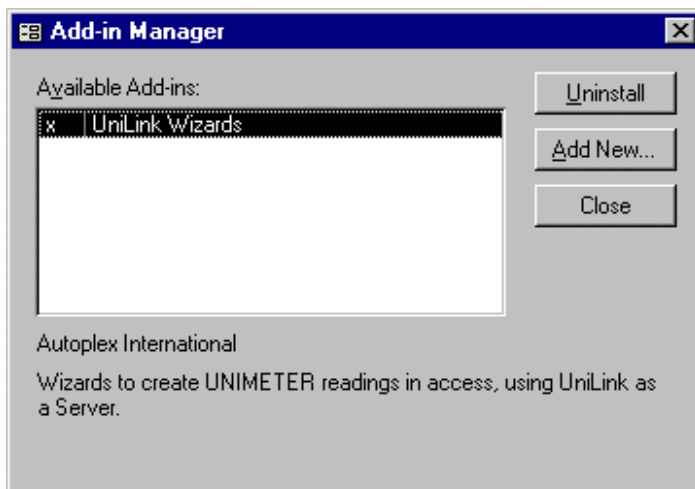 Add-in Manager
Available Add-ins:
Uninstall
x UniLink Wizards
Add New...
Close
Autoplex International
Wizards to create UNIMETER readings in access, using UniLink as
a Server.